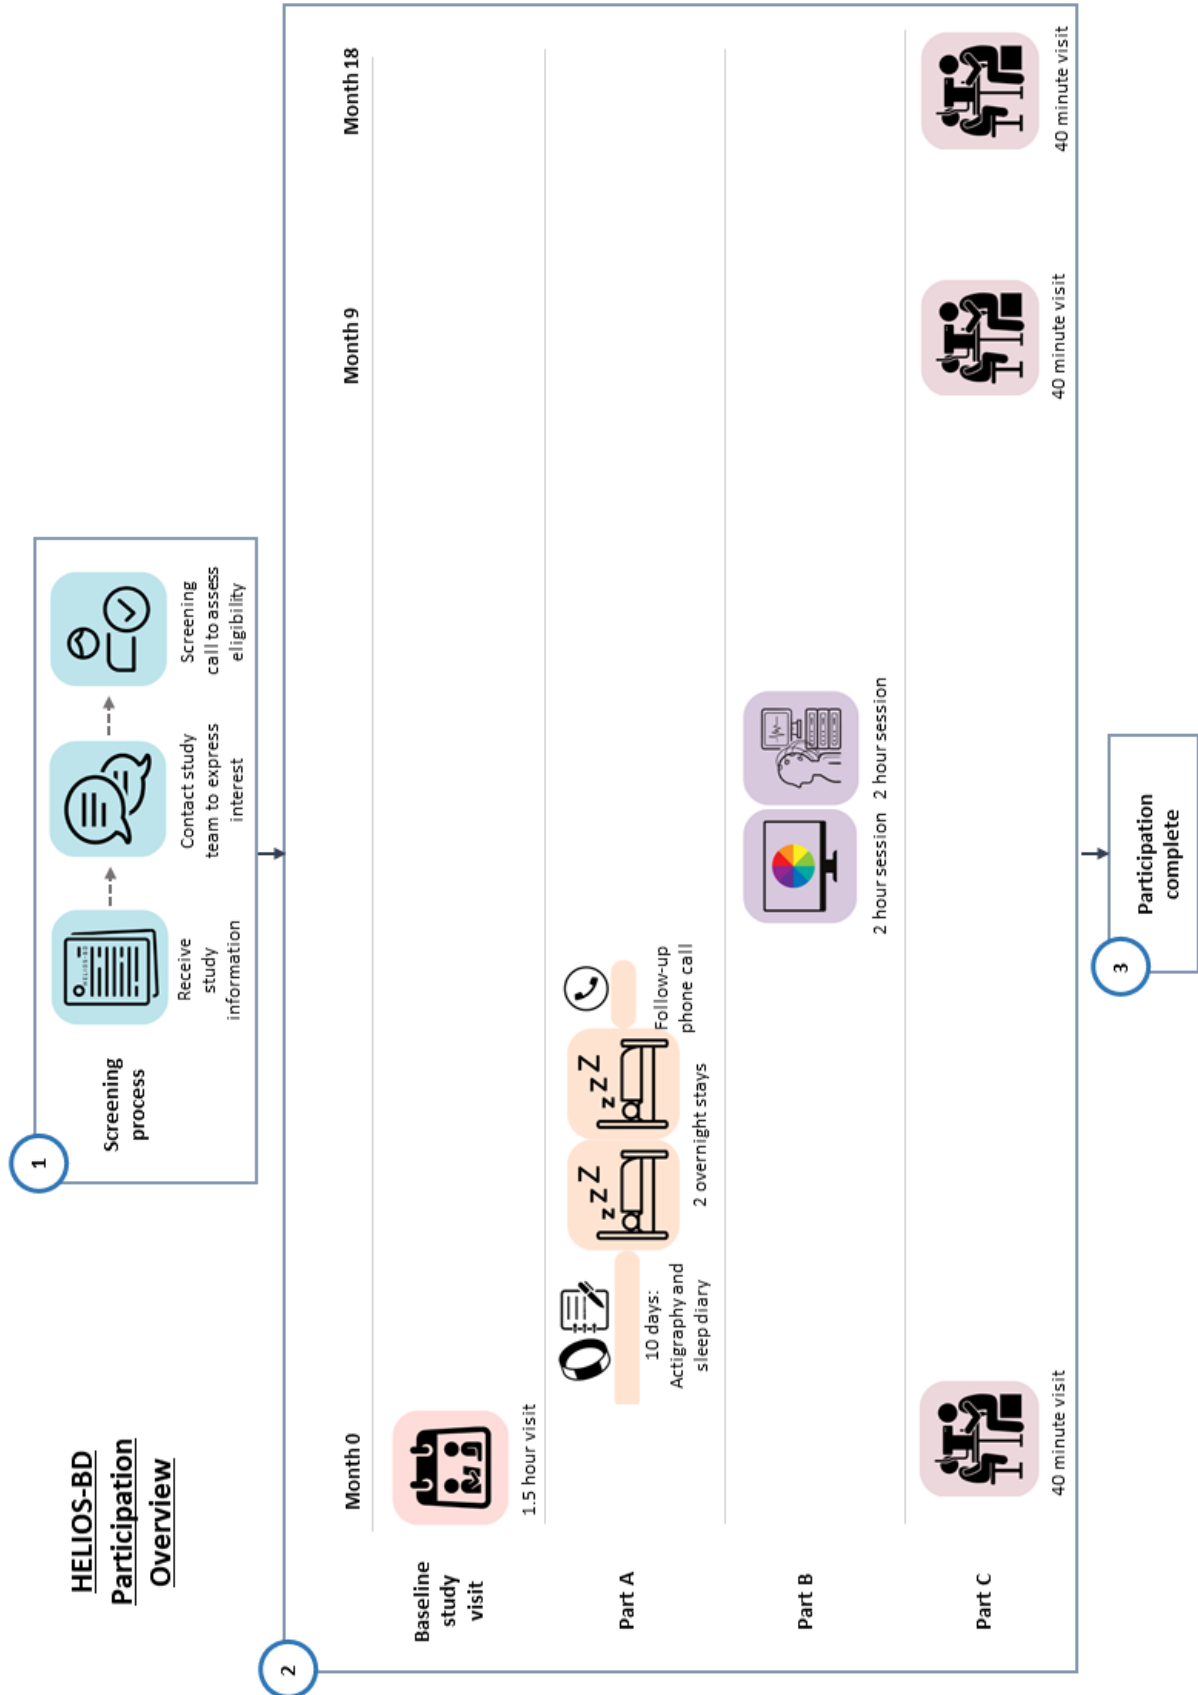 HELIOS-BD
Participation
Overview
1
Screening
process
Receive
study
information
Contact study
team to express
interest
Screening
call to assess
eligibility
2
Month 0
Month 9
Month 18
Baseline
study
visit
1.5 hour visit
Part A
10 days:
Actigraphy and
sleep diary
zzZZ
zzZZ
2 overnight stays
Follow-up
phone call
Part B
2 hour session
2 hour session
Part C
40 minute visit
40 minute visit
40 minute visit
3
Participation
complete